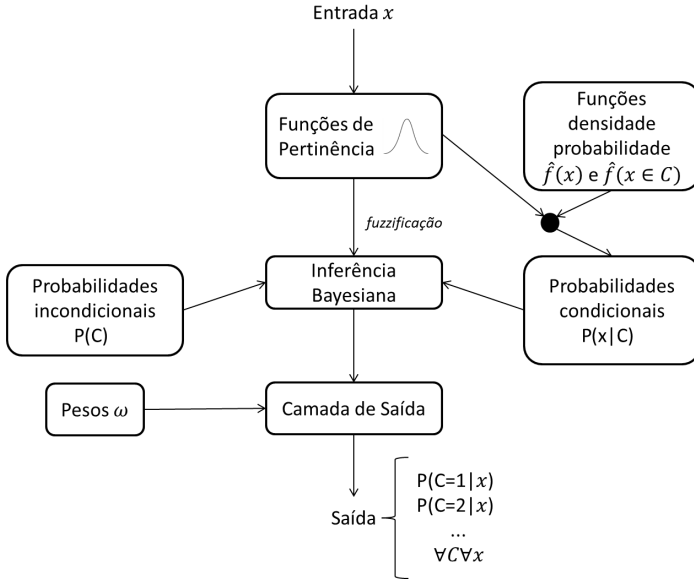 Entrada x
Funções de
Pertinência
Funções
densidade
probabilidade
f̂(x) e f̂(x ∈ C)
fuzzificação
Probabilidades
incondicionais
P(C)
Inferência
Bayesiana
Probabilidades
condicionais
P(x|C)
Pesos ω
Camada de Saída
Saída
P(C=1|x)
P(C=2|x)
...
∀C∀x